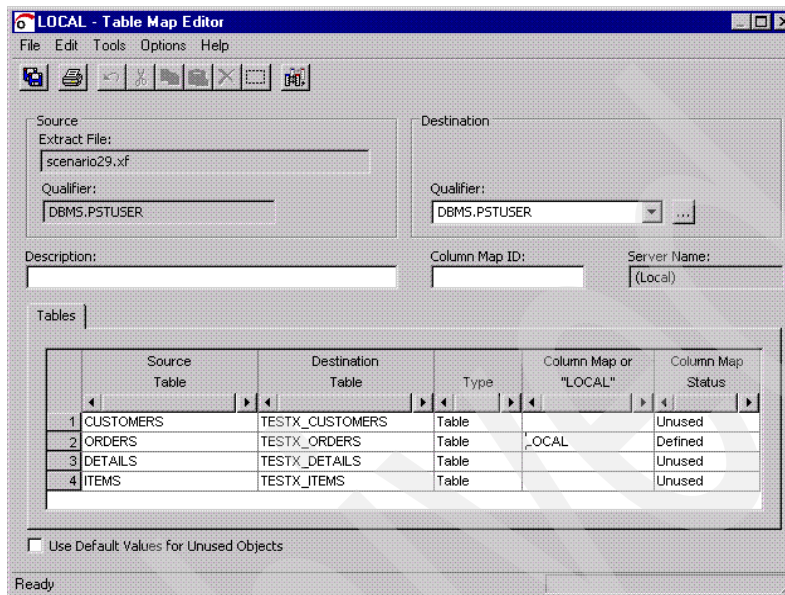 LOCAL - Table Map Editor
File Edit Tools Options Help
Source
Extract File:
scenario29.xf
Qualifier:
DBMS.PSTUSER
Destination
Qualifier:
DBMS.PSTUSER
...
Description:
Column Map ID:
Server Name:
(Local)
Tables
Source Table
Destination Table
Type
Column Map or "LOCAL"
Column Map Status
1 CUSTOMERS TESTX_CUSTOMERS Table Unused
2 ORDERS TESTX_ORDERS Table LOCAL Defined
3 DETAILS TESTX_DETAILS Table Unused
4 ITEMS TESTX_ITEMS Table Unused
Use Default Values for Unused Objects
Ready